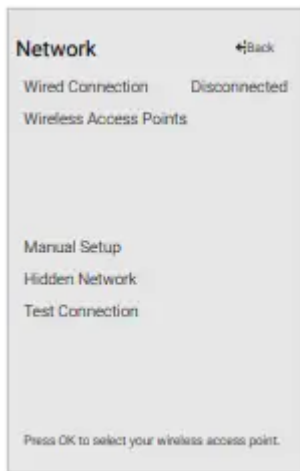 Network
Back
Wired Connection Disconnected
Wireless Access Points
Manual Setup
Hidden Network
Test Connection
Press OK to select your wireless access point.